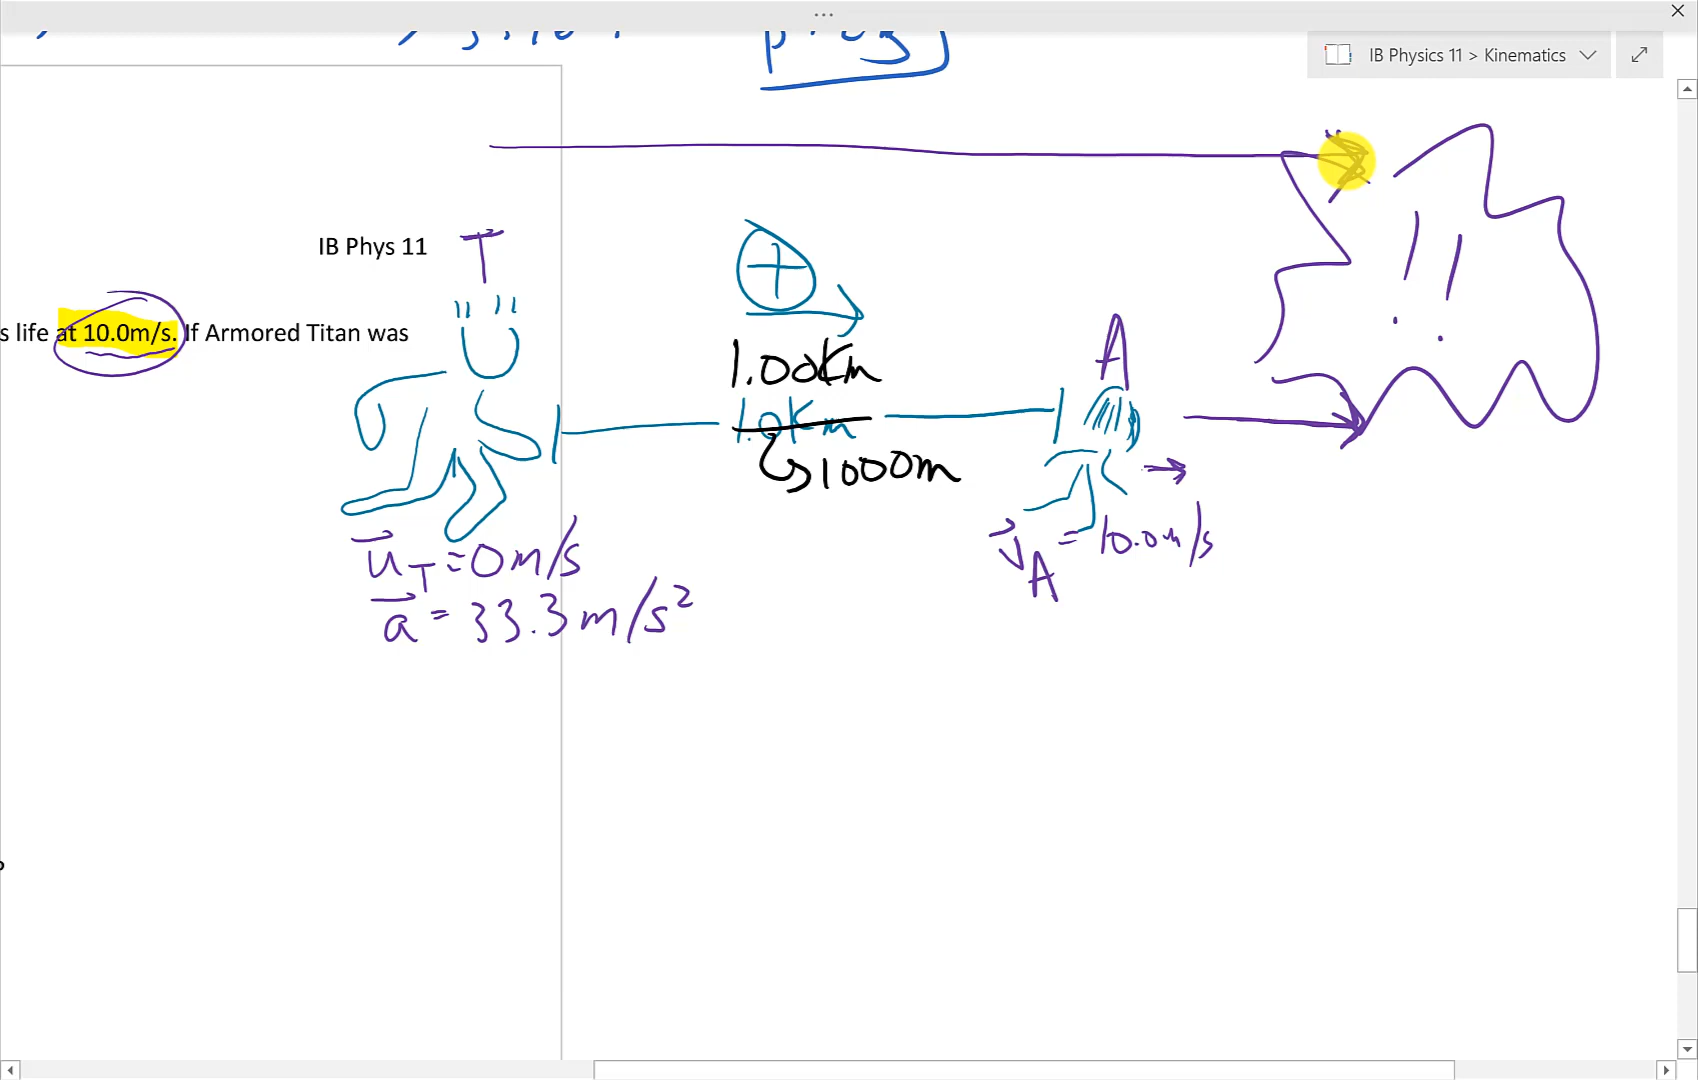 IB Physics 11 > Kinematics
IB Phys 11
T
s life at 10.0m/s. If Armored Titan was
1.00Km
1.0Km
1000m
A
!!
u_T = 0m/s
a = 33.3m/s²
v_A = 10.0m/s